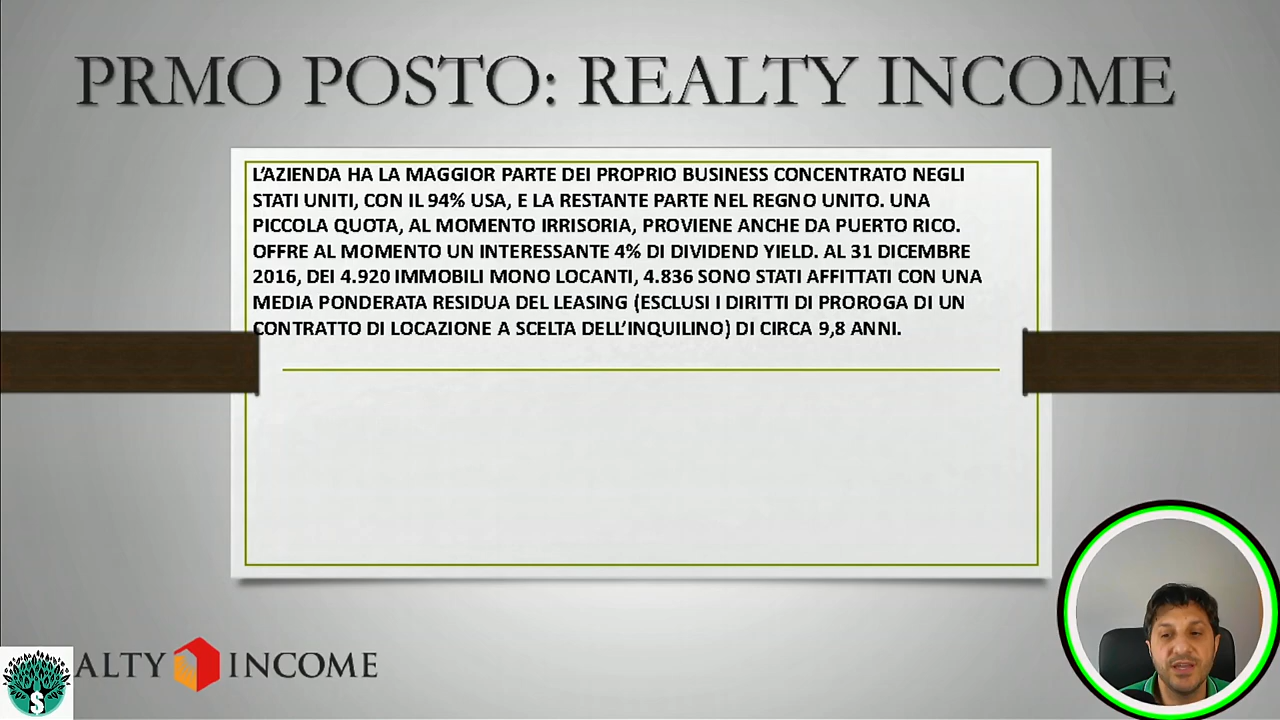 PRMO POSTO: REALTY INCOME
L'AZIENDA HA LA MAGGIOR PARTE DEI PROPRIO BUSINESS CONCENTRATO NEGLI
STATI UNITI, CON IL 94% USA, E LA RESTANTE PARTE NEL REGNO UNITO. UNA
PICCOLA QUOTA, AL MOMENTO IRRISORIA, PROVIENE ANCHE DA PUERTO RICO.
OFFRE AL MOMENTO UN INTERESSANTE 4% DI DIVIDEND YIELD. AL 31 DICEMBRE
2016, DEI 4.920 IMMOBILI MONO LOCANTI, 4.836 SONO STATI AFFITTATI CON UNA
MEDIA PONDERATA RESIDUA DEL LEASING (ESCLUSI I DIRITTI DI PROROGA DI UN
CONTRATTO DI LOCAZIONE A SCELTA DELL'INQUILINO) DI CIRCA 9,8 ANNI.
ALTY INCOME
$